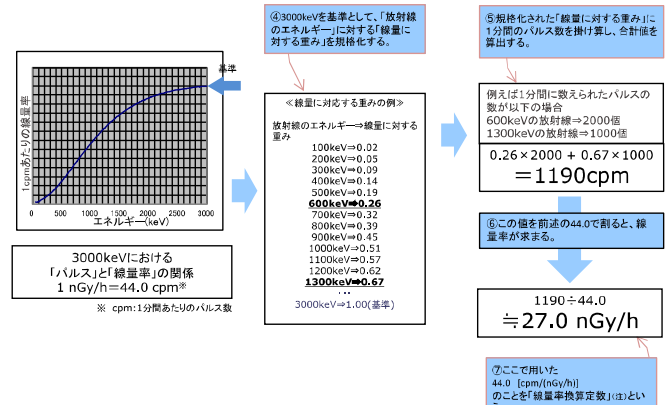 ④3000keVを基準として、「放射線
のエネルギー」に対する「線量に
対する重み」を規格化する。
⑤規格化された「線量に対する重み」に
1分間のパルス数を掛け算し、合計値を
算出する。
基準
1cpmあたりの線量率
0 500 1000 1500 2000 2500 3000
エネルギー(keV)
3000keVにおける
「パルス」と「線量率」の関係
1 nGy/h=44.0 cpm※
※ cpm:1分間あたりのパルス数
≪線量に対応する重みの例≫
放射線のエネルギー⇒線量に対する
重み
100keV⇒0.02
200keV⇒0.05
300keV⇒0.09
400keV⇒0.14
500keV⇒0.19
600keV⇒0.26
700keV⇒0.32
800keV⇒0.39
900keV⇒0.45
1000keV⇒0.51
1100keV⇒0.57
1200keV⇒0.62
1300keV⇒0.67
...
3000keV⇒1.00(基準)
例えば1分間に数えられたパルスの
数が以下の場合
600keVの放射線⇒2000個
1300keVの放射線⇒1000個
0.26×2000 + 0.67×1000
=1190cpm
⑥この値を前述の44.0で割ると、線
量率が求まる。
1190÷44.0
≒27.0 nGy/h
⑦ここで用いた
44.0 [cpm/(nGy/h)]
のことを「線量率換算定数」(注)とい